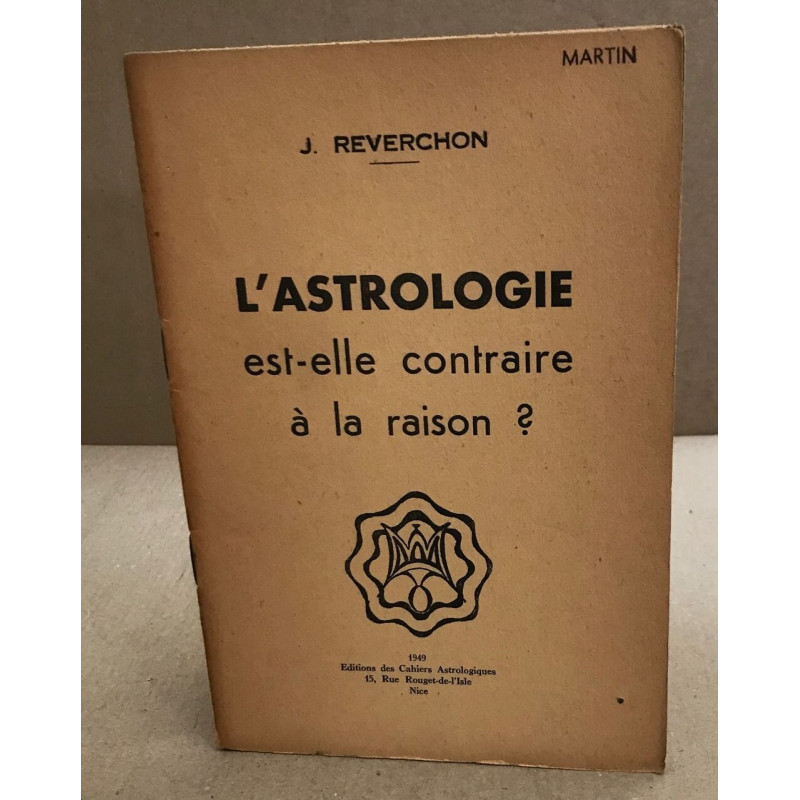 MARTIN
J. REVERCHON
L'ASTROLOGIE
est-elle contraire
à la raison ?
1949
Editions des Cahiers Astrologiques
15, Rue Rouget-de-l'Isle
Nice